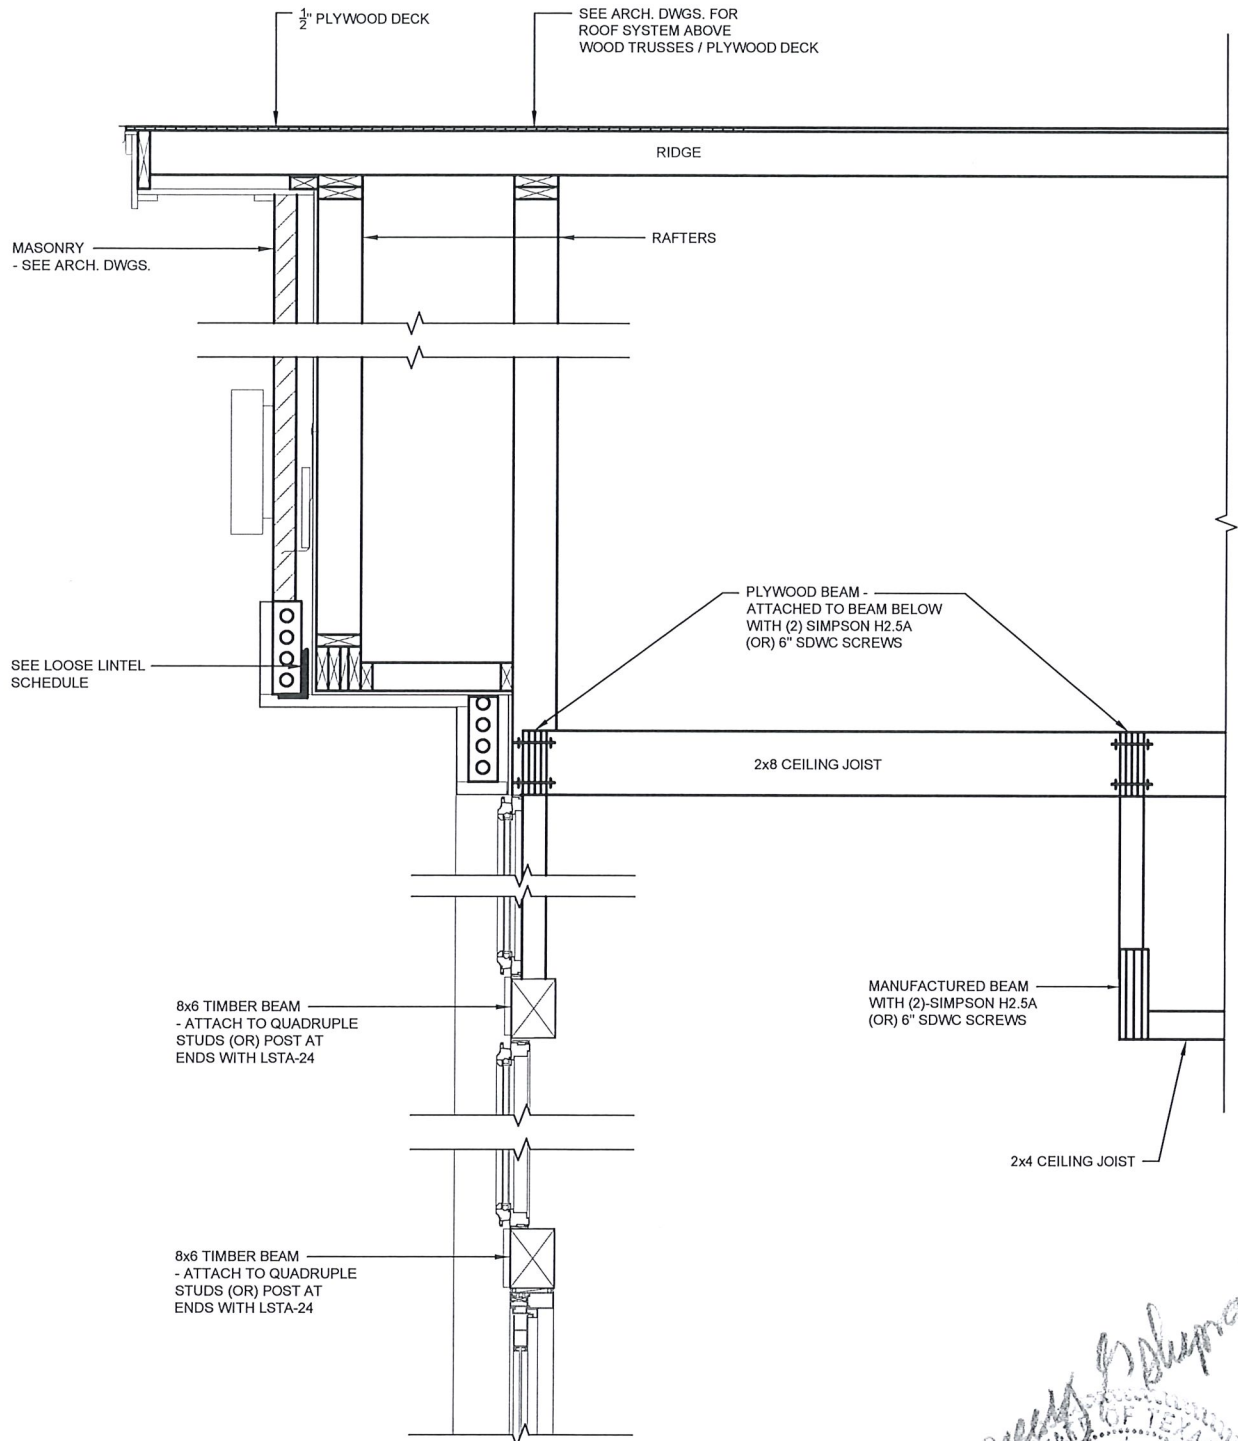 1/2" PLYWOOD DECK
SEE ARCH. DWGS. FOR
ROOF SYSTEM ABOVE
WOOD TRUSSES / PLYWOOD DECK
RIDGE
MASONRY
- SEE ARCH. DWGS.
RAFTERS
PLYWOOD BEAM -
ATTACHED TO BEAM BELOW
WITH (2) SIMPSON H2.5A
(OR) 6" SDWC SCREWS
SEE LOOSE LINTEL
SCHEDULE
2x8 CEILING JOIST
8x6 TIMBER BEAM
- ATTACH TO QUADRUPLE
STUDS (OR) POST AT
ENDS WITH LSTA-24
MANUFACTURED BEAM
WITH (2)-SIMPSON H2.5A
(OR) 6" SDWC SCREWS
2x4 CEILING JOIST
8x6 TIMBER BEAM
- ATTACH TO QUADRUPLE
STUDS (OR) POST AT
ENDS WITH LSTA-24
OF TEXA